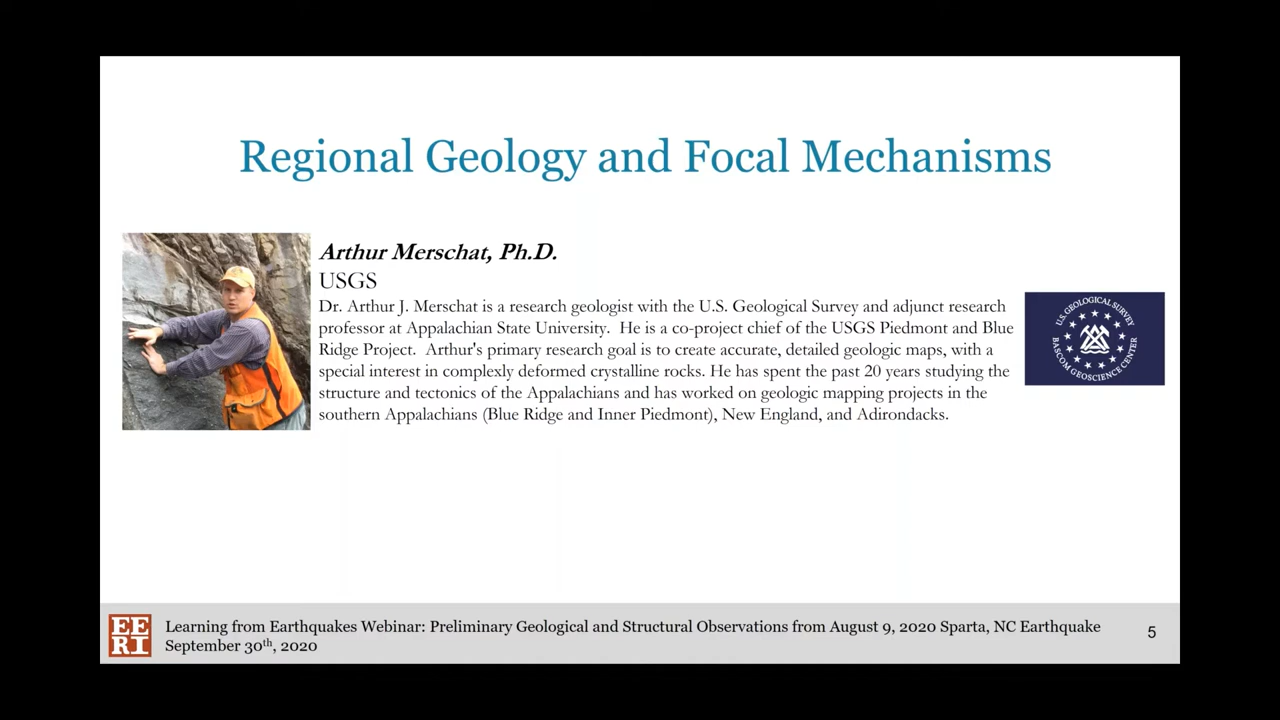 Regional Geology and Focal Mechanisms
Arthur Merschat, Ph.D.
USGS
Dr. Arthur J. Merschat is a research geologist with the U.S. Geological Survey and adjunct research
professor at Appalachian State University.  He is a co-project chief of the USGS Piedmont and Blue
Ridge Project.  Arthur's primary research goal is to create accurate, detailed geologic maps, with a
special interest in complexly deformed crystalline rocks. He has spent the past 20 years studying the
structure and tectonics of the Appalachians and has worked on geologic mapping projects in the
southern Appalachians (Blue Ridge and Inner Piedmont), New England, and Adirondacks.
U.S. GEOLOGICAL SURVEY
BASCOM GEOSCIENCE CENTER
EE
RI
Learning from Earthquakes Webinar: Preliminary Geological and Structural Observations from August 9, 2020 Sparta, NC Earthquake
September 30th, 2020
5